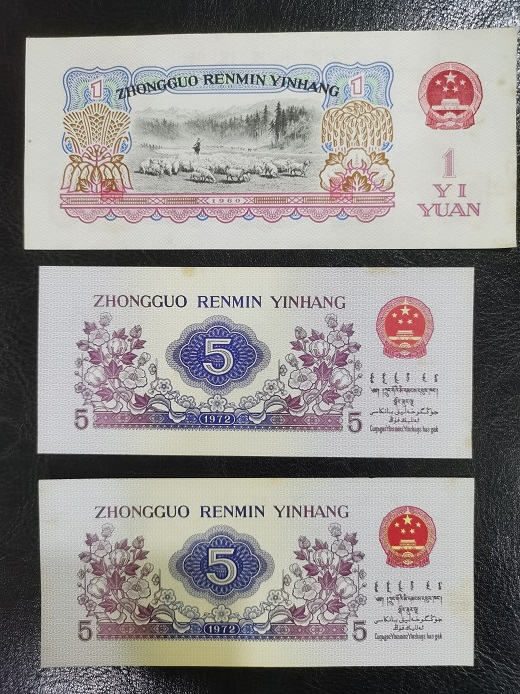 1 ZHONGGUO RENMIN YINHANG 1
1
YI
YUAN
1960
ZHONGGUO RENMIN YINHANG
5
5 1972 5
ZHONGGUO RENMIN YINHANG
5
5 1972 5